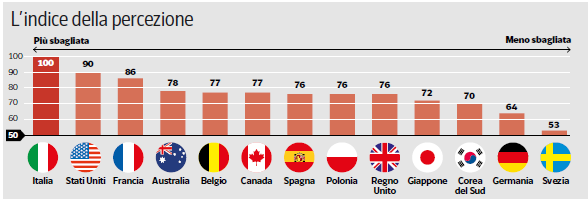 L'indice della percezione
Più sbagliata
Meno sbagliata
100
90
80
70
60
50
100
90
86
78
77
77
76
76
76
72
70
64
53
Italia
Stati Uniti
Francia
Australia
Belgio
Canada
Spagna
Polonia
Regno
Unito
Giappone
Corea
del Sud
Germania
Svezia